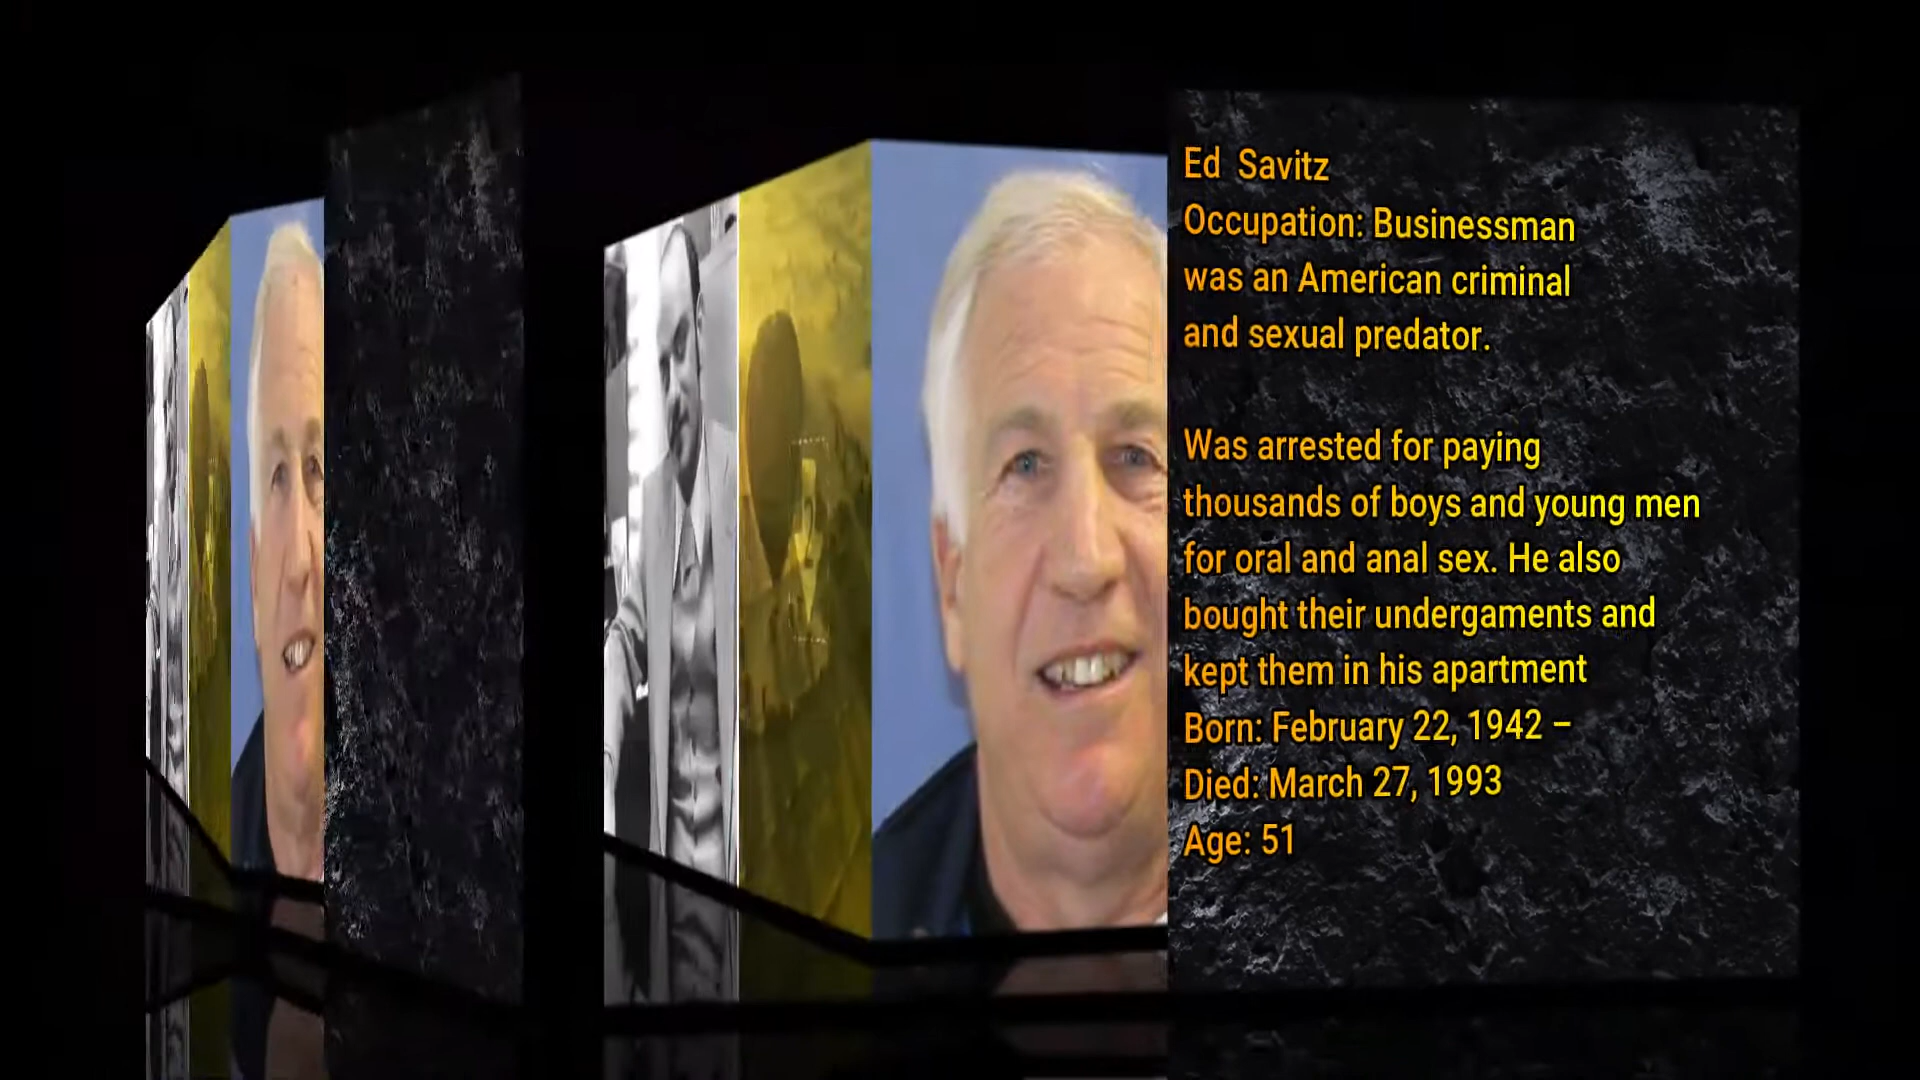 Ed Savitz
Occupation: Businessman
was an American criminal
and sexual predator.
Was arrested for paying
thousands of boys and young men
for oral and anal sex. He also
bought their undergaments and
kept them in his apartment
Born: February 22, 1942 –
Died: March 27, 1993
Age: 51